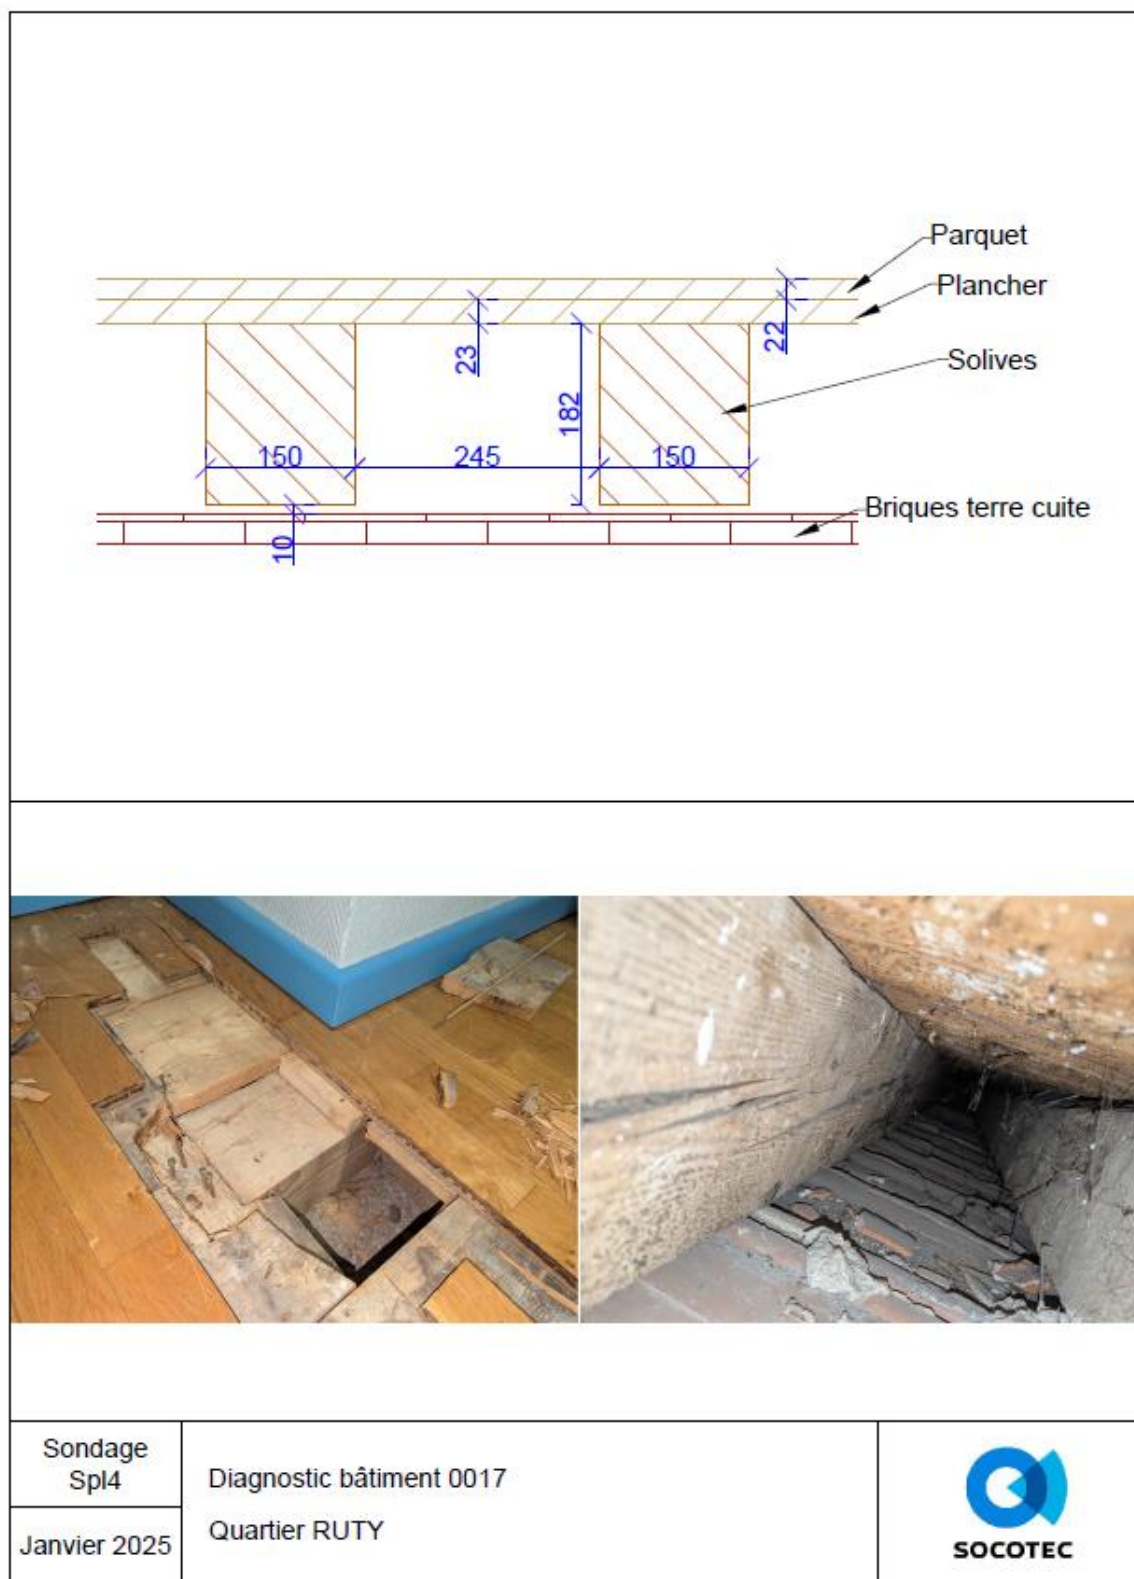 Parquet
Plancher
22
23
Solives
182
150
245
150
Briques terre cuite
10
Sondage
Spl4
Janvier 2025
Diagnostic bâtiment 0017
Quartier RUTY
SOCOTEC